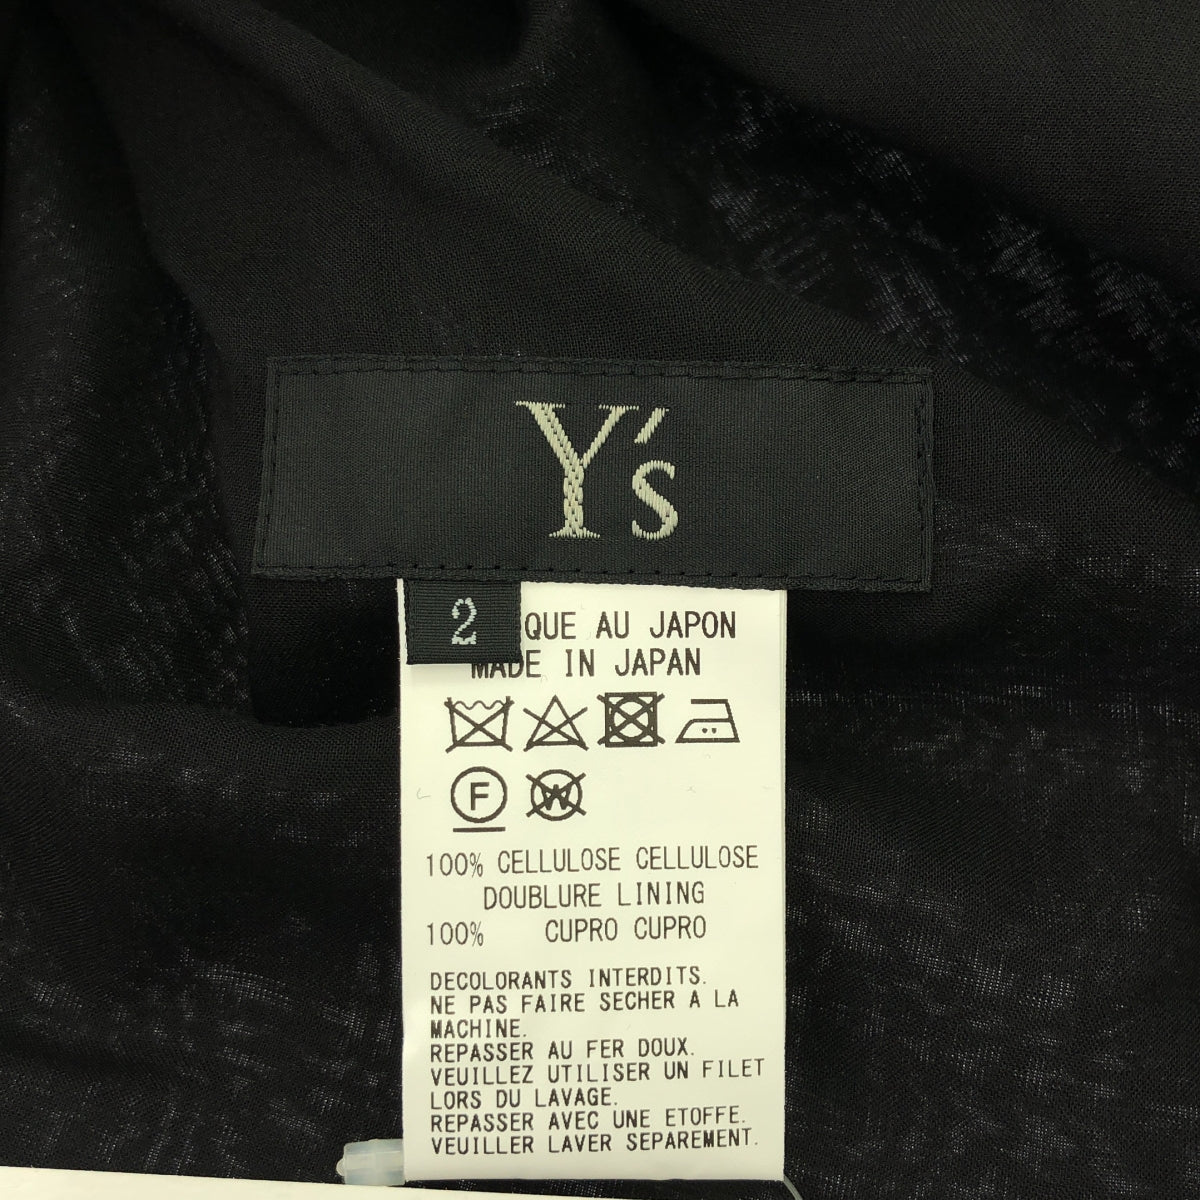 Y's
2
QUE AU JAPON
MADE IN JAPAN
F W
100% CELLULOSE CELLULOSE
DOUBLURE LINING
100% CUPRO CUPRO
DECOLORANTS INTERDITS.
NE PAS FAIRE SECHER A LA
MACHINE.
REPASSER AU FER DOUX.
VEUILLEZ UTILISER UN FILET
LORS DU LAVAGE.
REPASSER AVEC UNE ETOFFE.
VEUILLER LAVER SEPAREMENT.